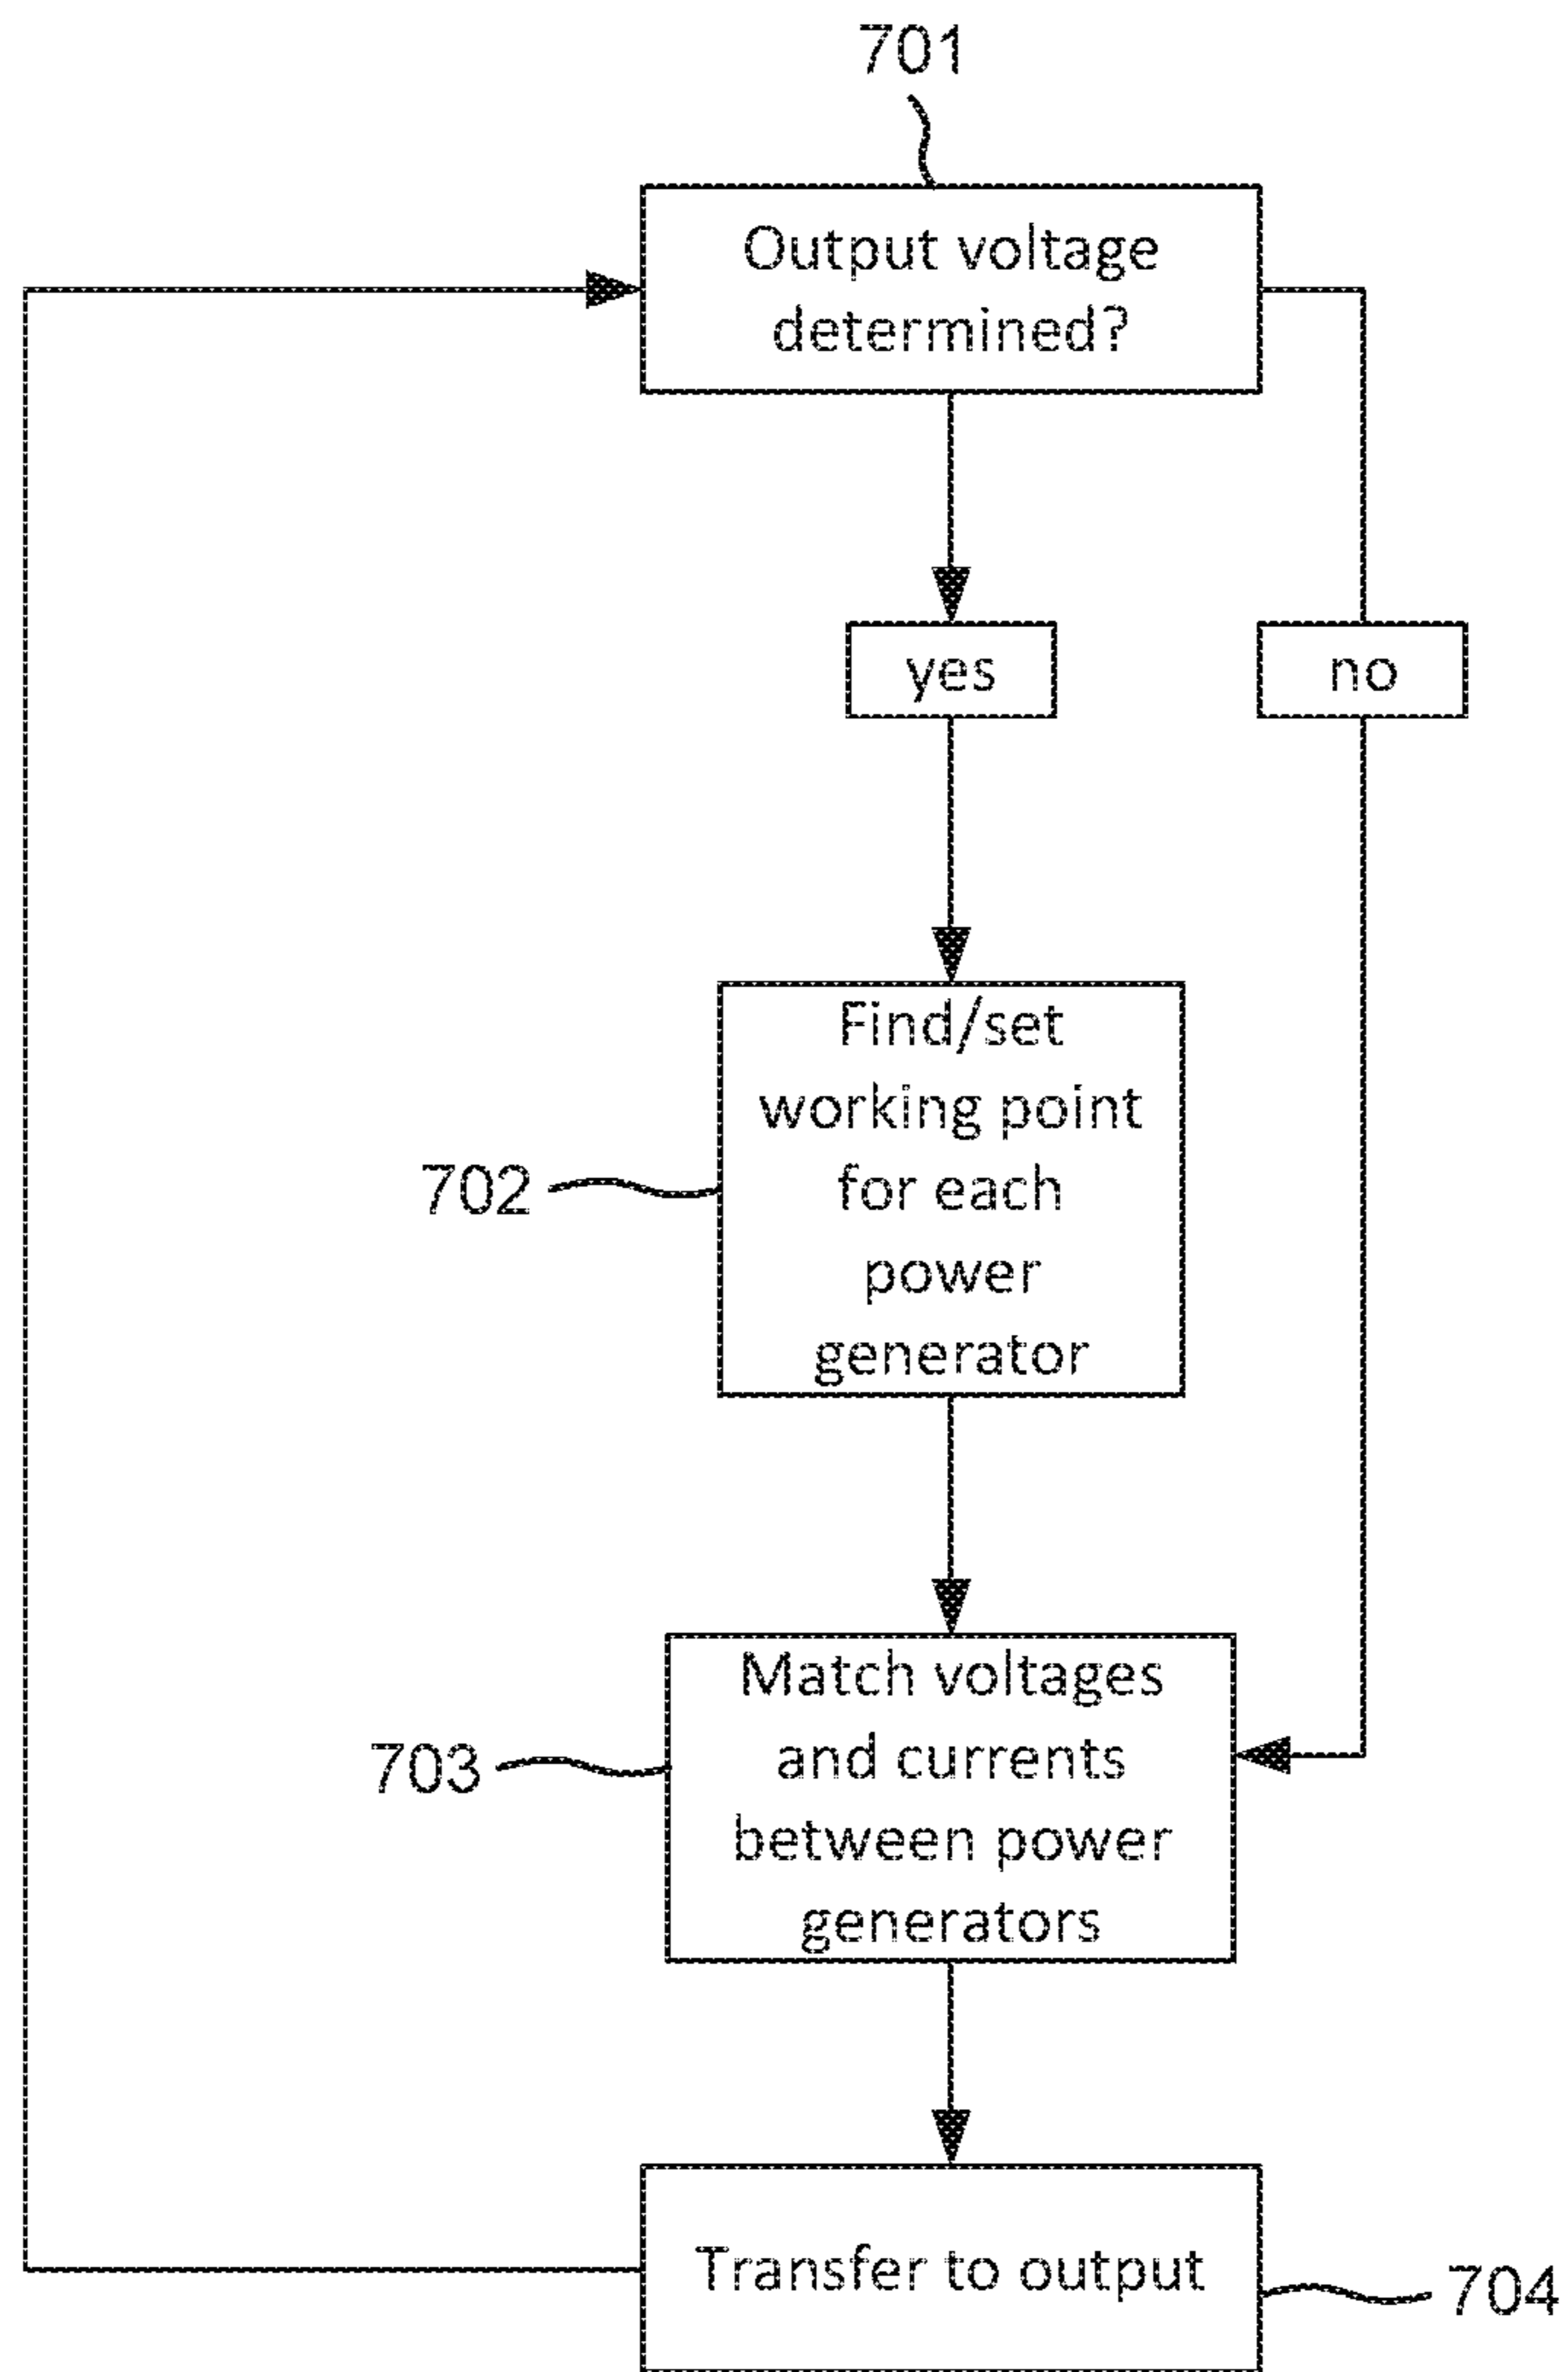 701
Output voltage
determined?
yes
no
Find/set
working point
for each
power
generator
702
Match voltages
and currents
between power
generators
703
Transfer to output
704